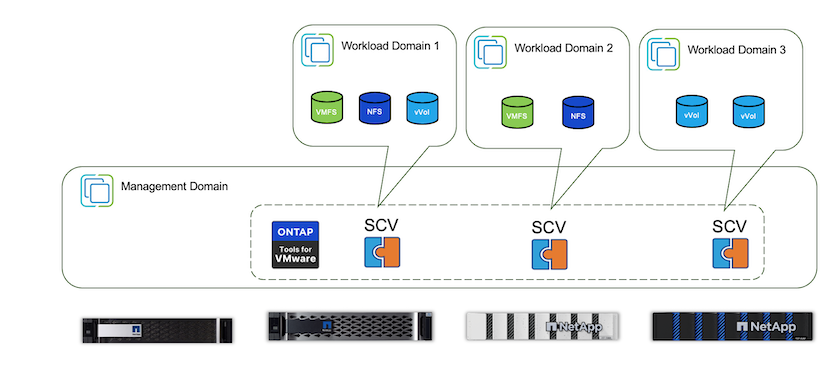 Workload Domain 1
Workload Domain 2
Workload Domain 3
VMFS
NFS
vVol
VMFS
NFS
vVol
vVol
Management Domain
ONTAP
Tools for
VMware
SCV
SCV
SCV
NetApp
NetApp